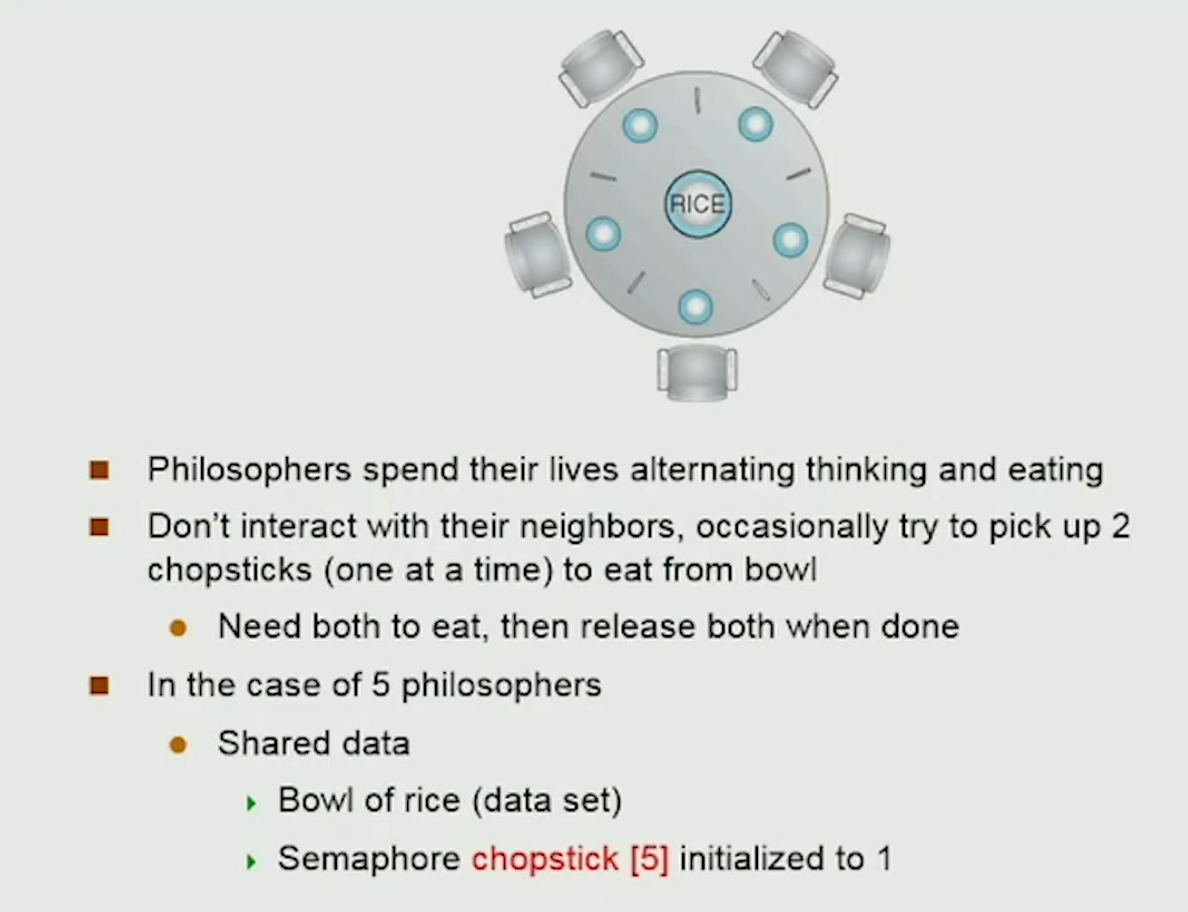 RICE
Philosophers spend their lives alternating thinking and eating
Don't interact with their neighbors, occasionally try to pick up 2
chopsticks (one at a time) to eat from bowl
Need both to eat, then release both when done
In the case of 5 philosophers
Shared data
Bowl of rice (data set)
Semaphore chopstick [5] initialized to 1